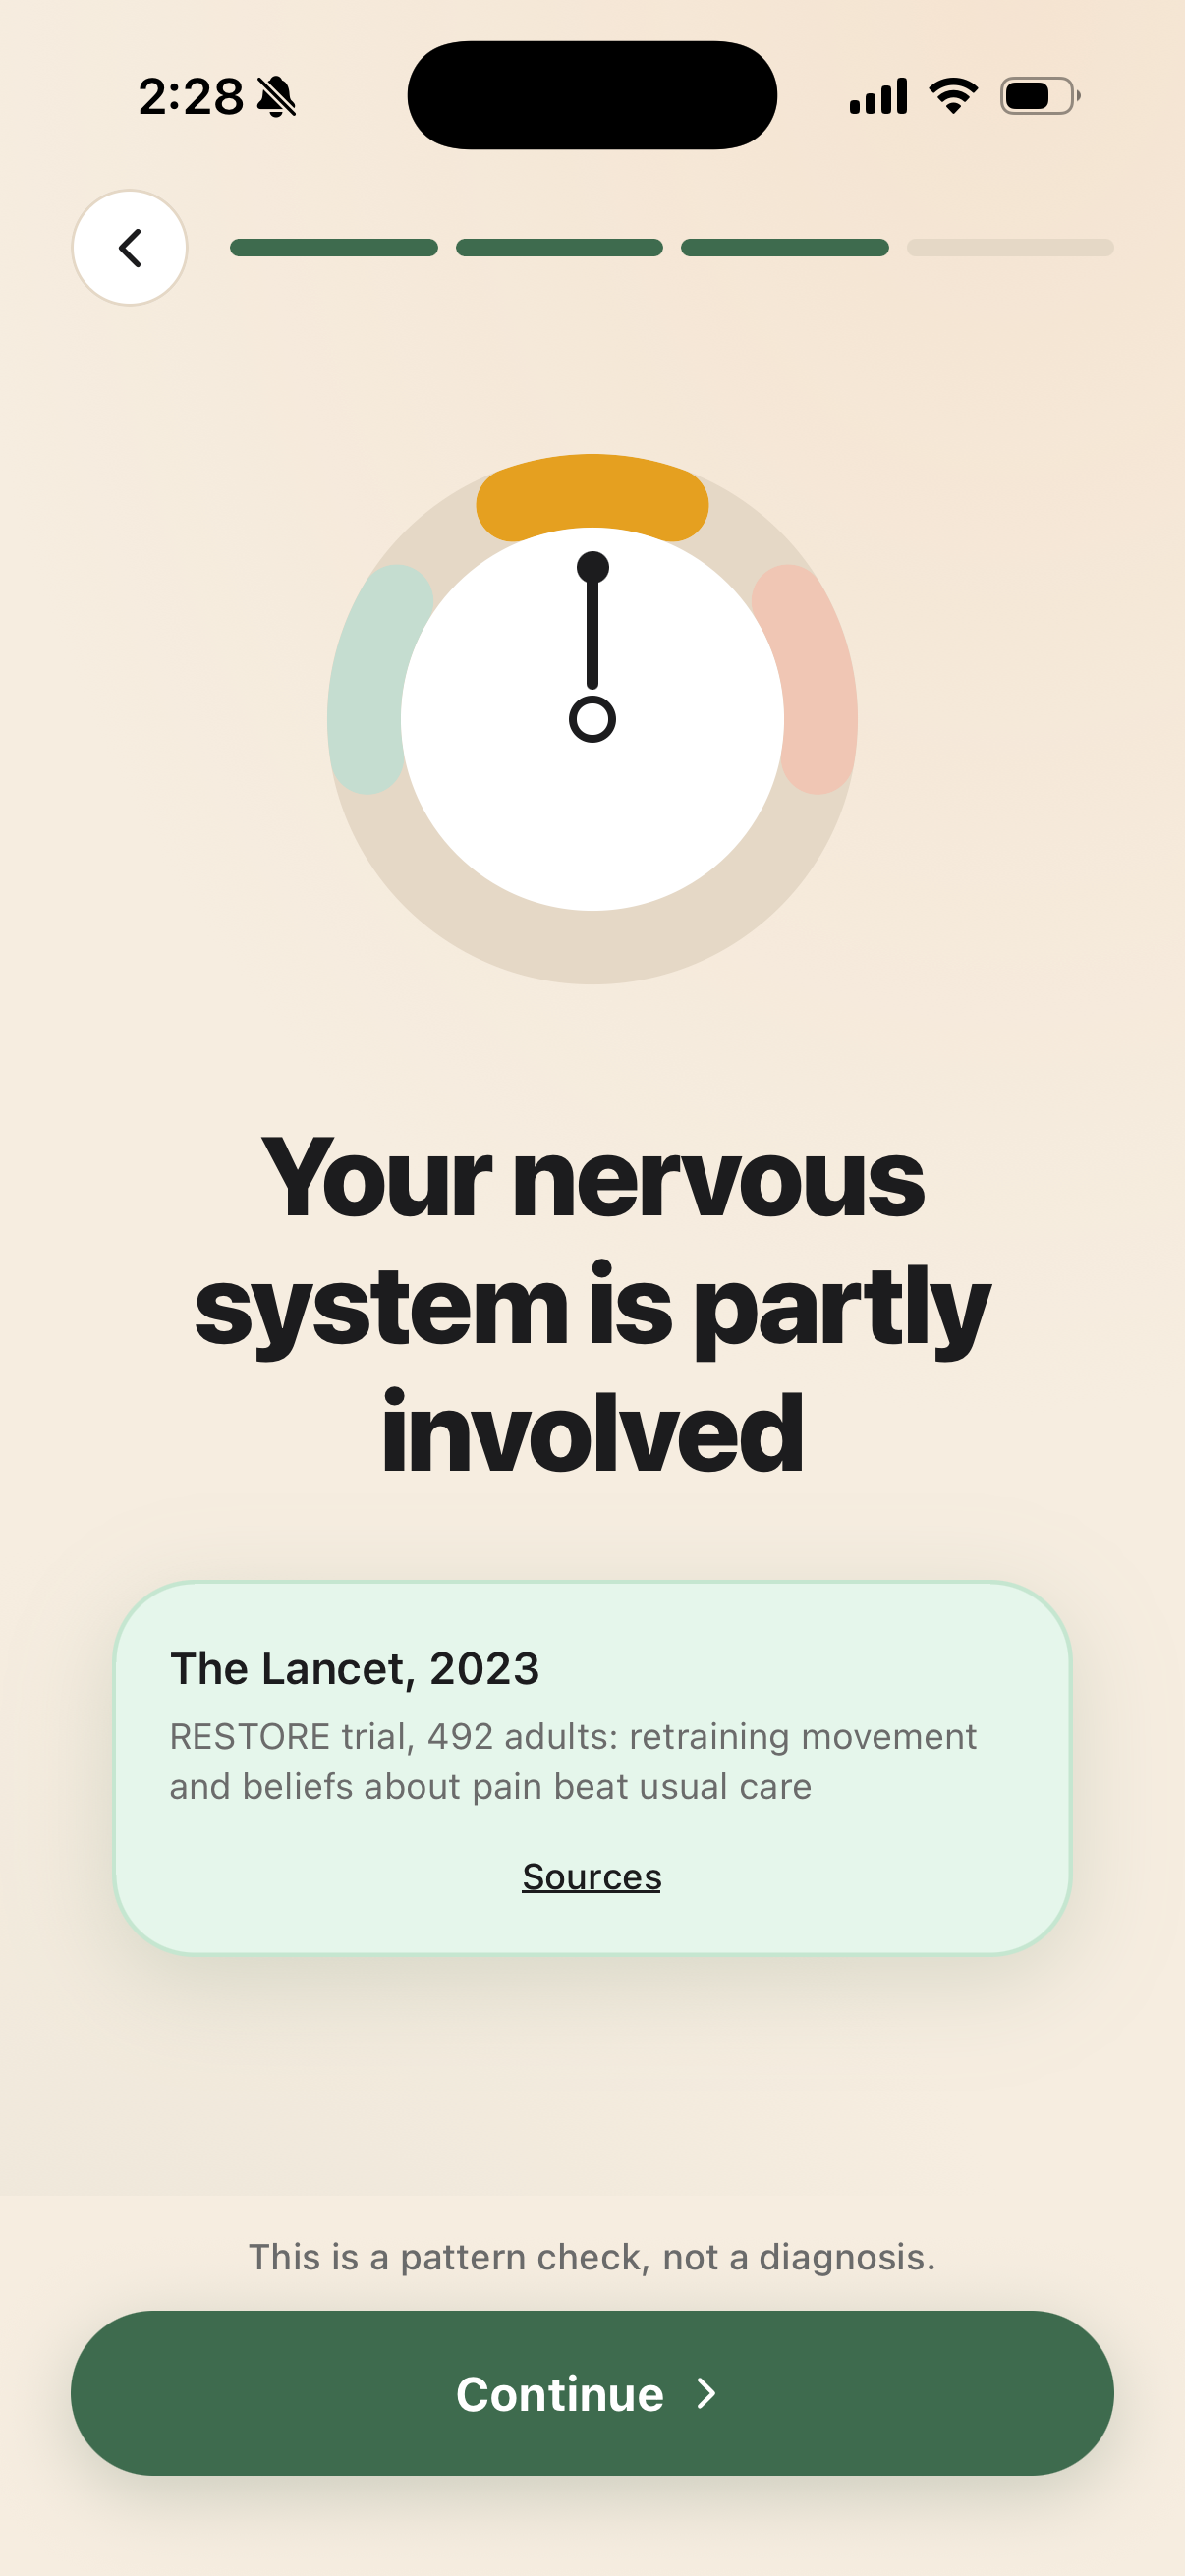 2:28
Your nervous
system is partly
involved
The Lancet, 2023
RESTORE trial, 492 adults: retraining movement
and beliefs about pain beat usual care
Sources
This is a pattern check, not a diagnosis.
Continue